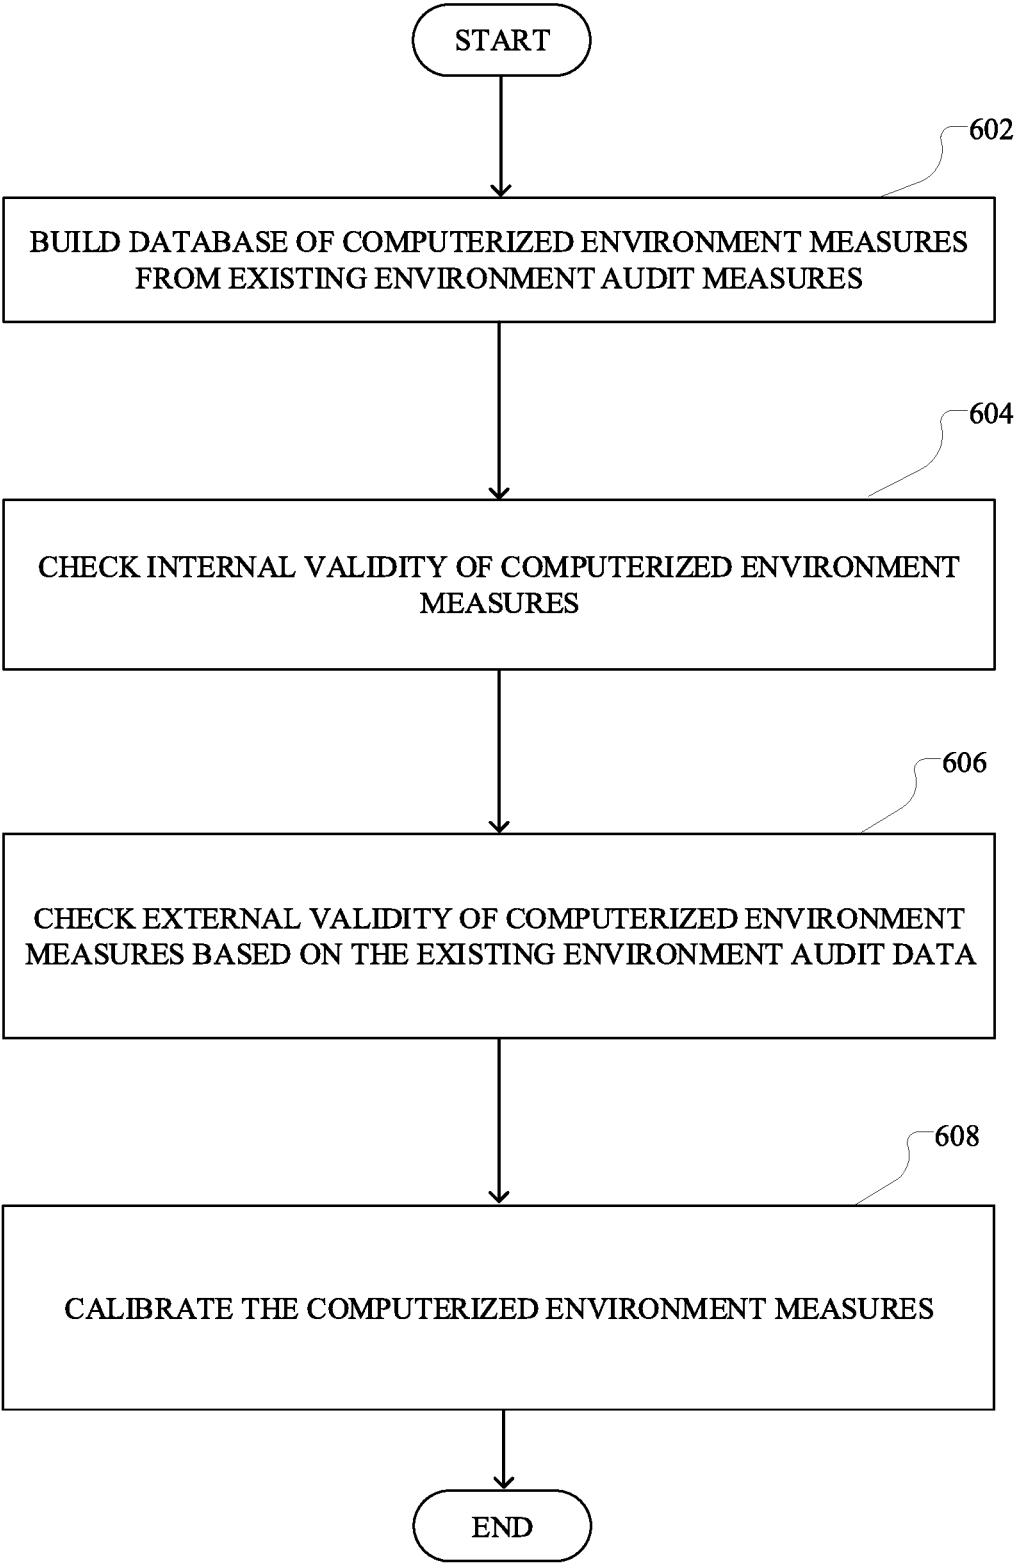 START
602
BUILD DATABASE OF COMPUTERIZED ENVIRONMENT MEASURES
FROM EXISTING ENVIRONMENT AUDIT MEASURES
604
CHECK INTERNAL VALIDITY OF COMPUTERIZED ENVIRONMENT
MEASURES
606
CHECK EXTERNAL VALIDITY OF COMPUTERIZED ENVIRONMENT
MEASURES BASED ON THE EXISTING ENVIRONMENT AUDIT DATA
608
CALIBRATE THE COMPUTERIZED ENVIRONMENT MEASURES
END